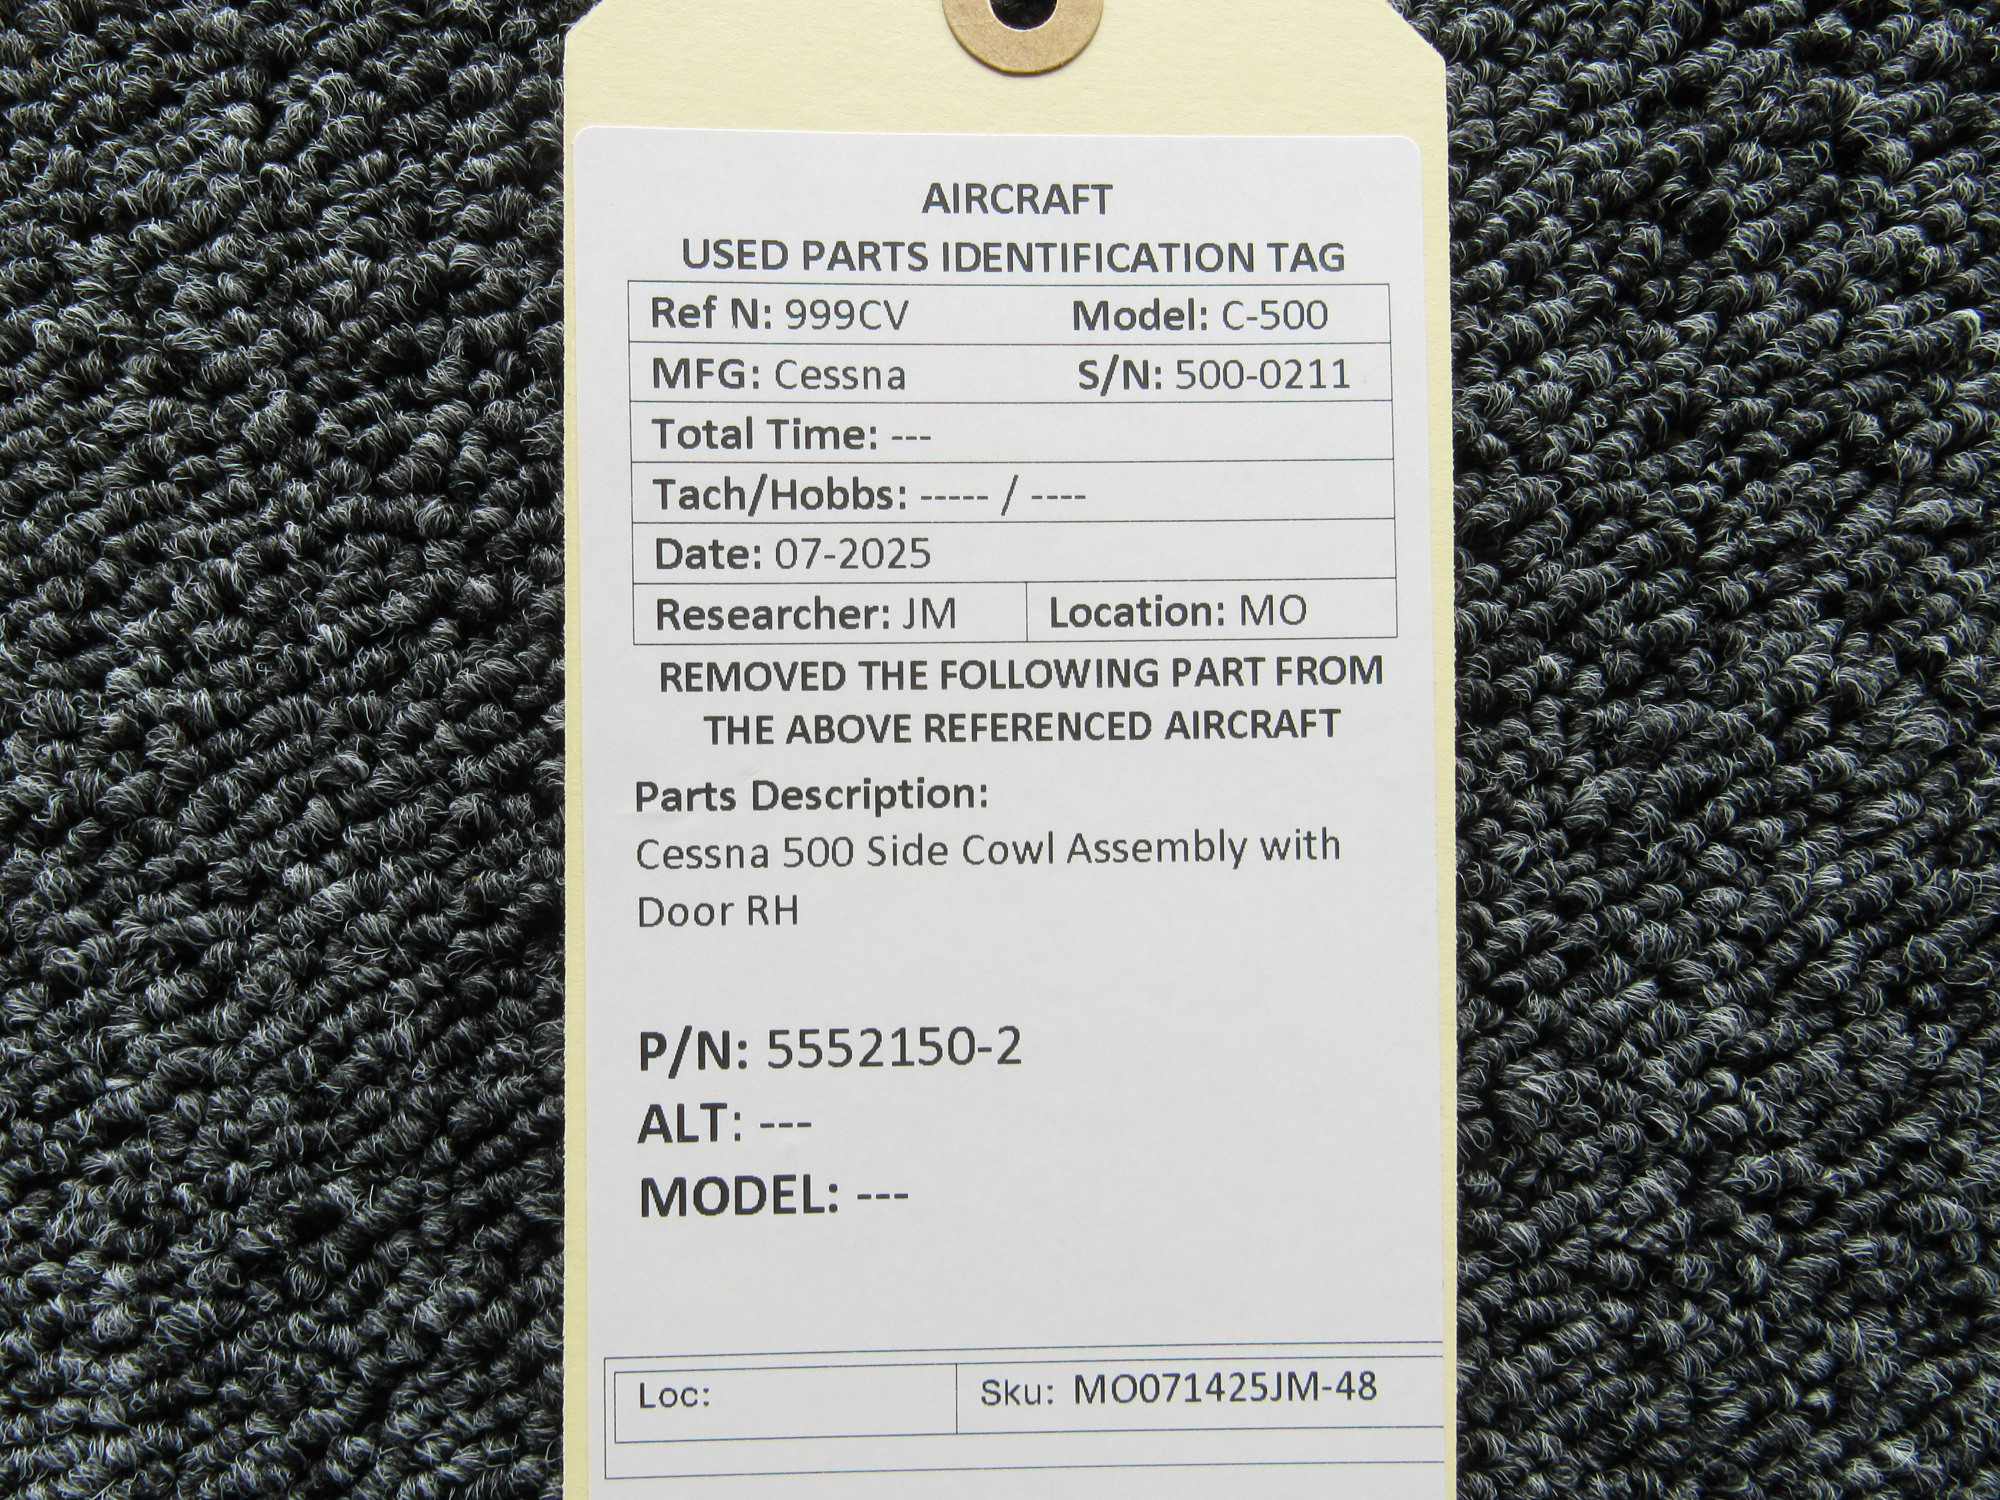 AIRCRAFT
USED PARTS IDENTIFICATION TAG
Ref N: 999CV Model: C-500
MFG: Cessna S/N: 500-0211
Total Time: ---
Tach/Hobbs: ----- / ----
Date: 07-2025
Researcher: JM Location: MO
REMOVED THE FOLLOWING PART FROM
THE ABOVE REFERENCED AIRCRAFT
Parts Description:
Cessna 500 Side Cowl Assembly with
Door RH
P/N: 5552150-2
ALT: ---
MODEL: ---
Loc: Sku: MO071425JM-48